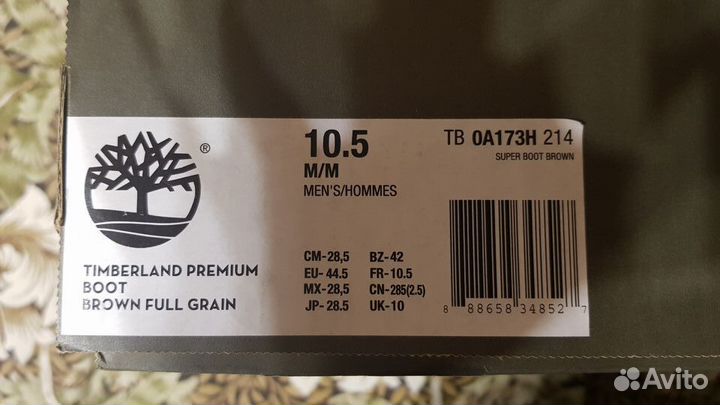 ®
TIMBERLAND PREMIUM
BOOT
BROWN FULL GRAIN
10.5
M/M
MEN'S/HOMMES
CM-28,5 BZ-42
EU- 44.5 FR-10.5
MX-28,5 CN-285(2.5)
JP-28.5 UK-10
TB 0A173H 214
SUPER BOOT BROWN
8 88658 34852 7
Avito